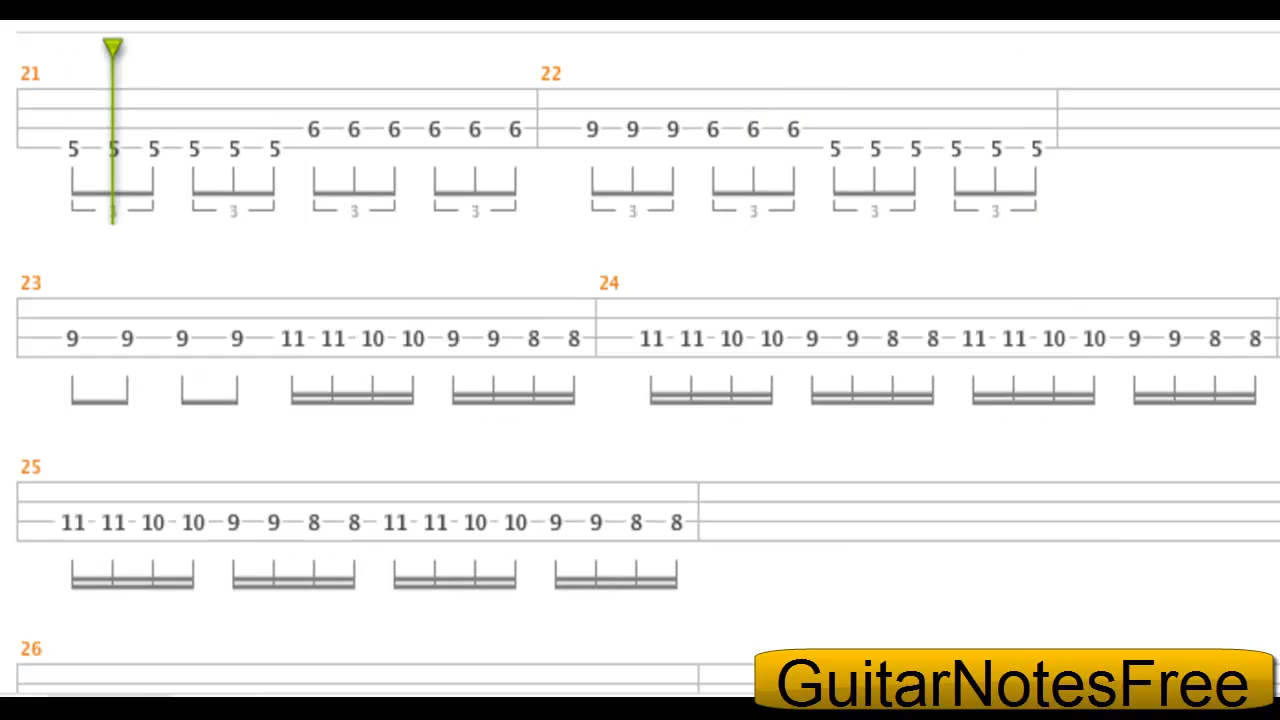 21 22
6 6 6 6 6 6 9 9 9 6 6 6
5 5 5 5 5 5 5 5 5 5 5 5
3 3 3 3 3 3 3 3
23 24
9 9 9 9 11 11 10 10 9 9 8 8 11 11 10 10 9 9 8 8 11 11 10 10 9 9 8 8
25
11 11 10 10 9 9 8 8 11 11 10 10 9 9 8 8
26
GuitarNotesFree